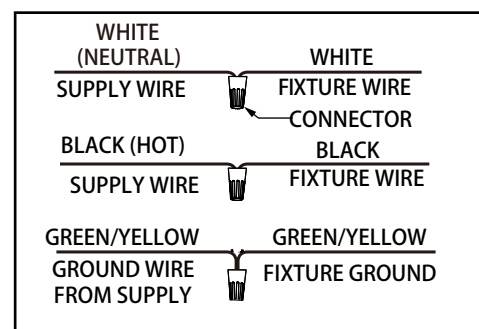 WHITE
(NEUTRAL)
WHITE
SUPPLY WIRE
FIXTURE WIRE
CONNECTOR
BLACK (HOT)
BLACK
SUPPLY WIRE
FIXTURE WIRE
GREEN/YELLOW
GREEN/YELLOW
GROUND WIRE
FROM SUPPLY
FIXTURE GROUND